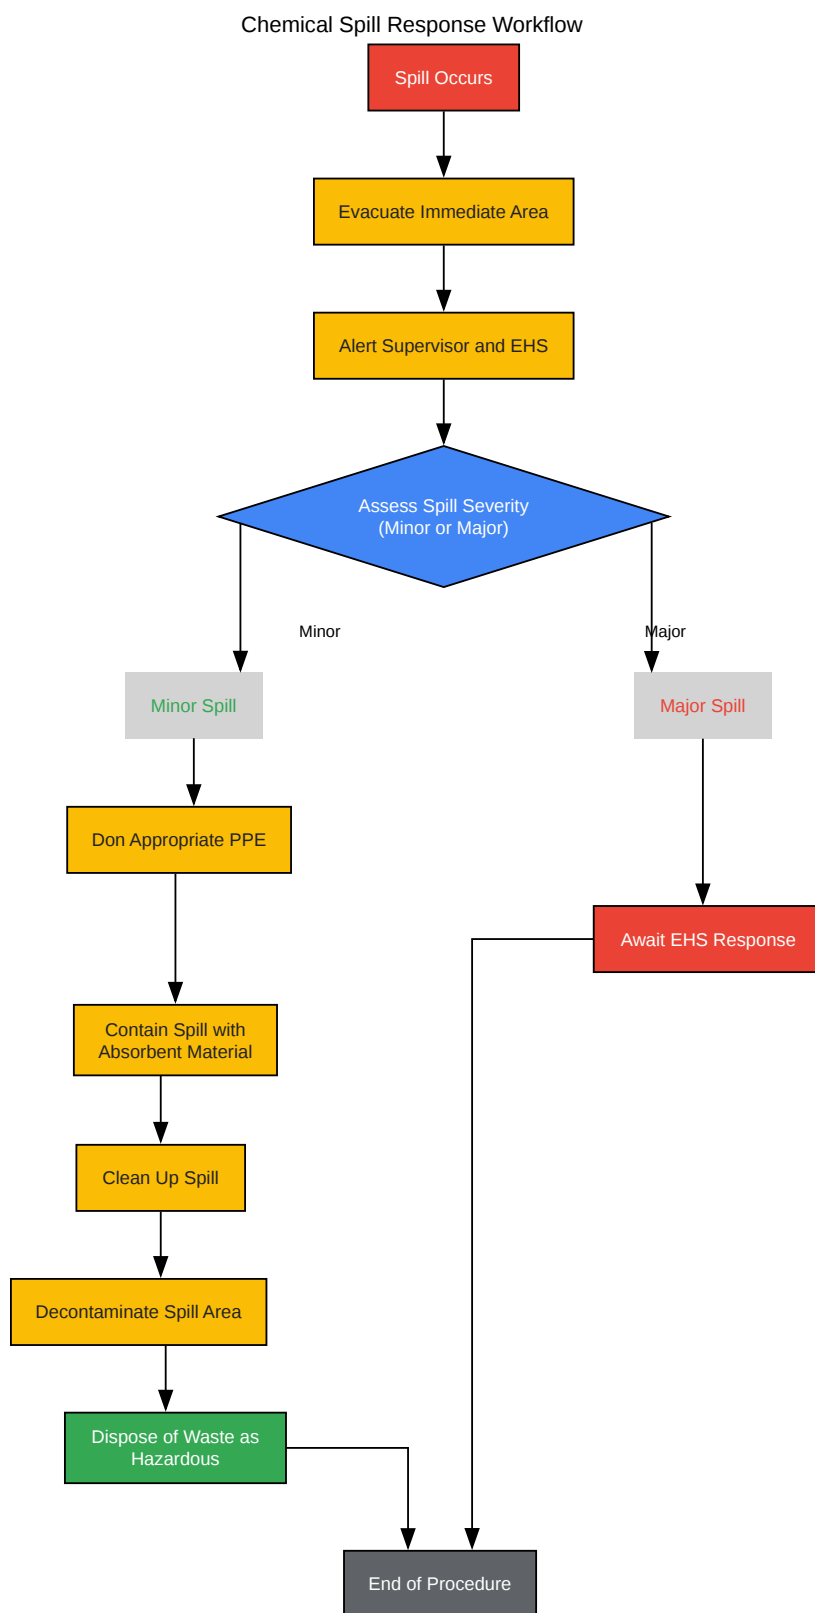 Chemical Spill Response Workflow
Spill Occurs
Evacuate Immediate Area
Alert Supervisor and EHS
Assess Spill Severity
(Minor or Major)
Minor
Major
Minor Spill
Major Spill
Don Appropriate PPE
Await EHS Response
Contain Spill with
Absorbent Material
Clean Up Spill
Decontaminate Spill Area
Dispose of Waste as
Hazardous
End of Procedure